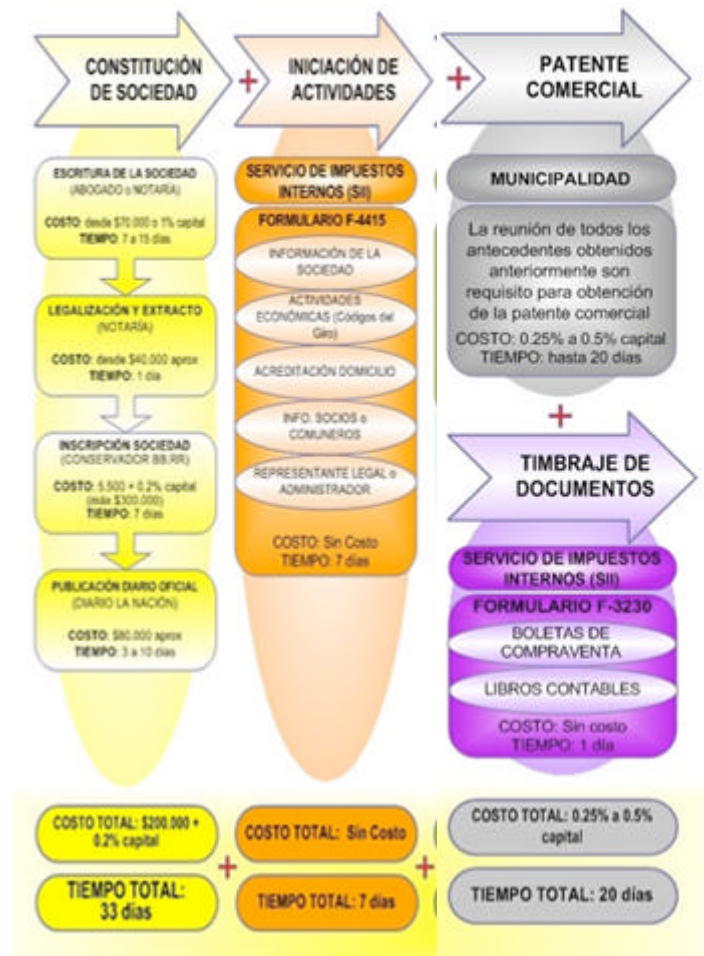 CONSTITUCIÓN
DE SOCIEDAD
+
INICIACIÓN DE
ACTIVIDADES
+
PATENTE
COMERCIAL
ESCRITURA DE LA SOCIEDAD
(ABOGADO o NOTARÍA)
COSTO: desde $70.000 o 1% capital
TIEMPO: 7 a 15 días
LEGALIZACIÓN Y EXTRACTO
(NOTARÍA)
COSTO: desde $40.000 aprox
TIEMPO: 1 día
INSCRIPCIÓN SOCIEDAD
(CONSERVADOR BB.RR)
COSTO: 5.500 + 0.2% capital
(máx $300.000)
TIEMPO: 7 días
PUBLICACIÓN DIARIO OFICIAL
(DIARIO LA NACIÓN)
COSTO: $80.000 aprox
TIEMPO: 3 a 10 días
SERVICIO DE IMPUESTOS
INTERNOS (SII)
FORMULARIO F-4415
INFORMACIÓN DE LA
SOCIEDAD
ACTIVIDADES
ECONÓMICAS (Códigos del
Giro)
ACREDITACIÓN DOMICILIO
INFO. SOCIOS o
COMUNEROS
REPRESENTANTE LEGAL o
ADMINISTRADOR
COSTO: Sin Costo
TIEMPO: 7 días
MUNICIPALIDAD
La reunión de todos los
antecedentes obtenidos
anteriormente son
requisito para obtención
de la patente comercial
COSTO: 0.25% a 0.5% capital
TIEMPO: hasta 20 días
+
TIMBRAJE DE
DOCUMENTOS
SERVICIO DE IMPUESTOS
INTERNOS (SII)
FORMULARIO F-3230
BOLETAS DE
COMPRAVENTA
LIBROS CONTABLES
COSTO: Sin costo
TIEMPO: 1 día
COSTO TOTAL: $200.000 +
0.2% capital
TIEMPO TOTAL:
33 días
+
COSTO TOTAL: Sin Costo
TIEMPO TOTAL: 7 días
+
COSTO TOTAL: 0.25% a 0.5%
capital
TIEMPO TOTAL: 20 días